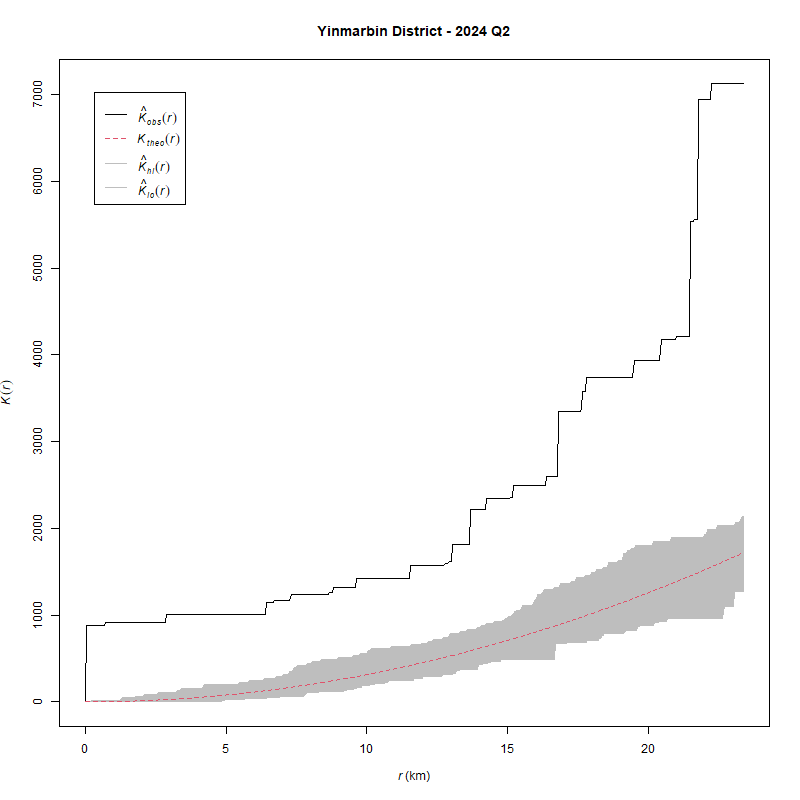 Yinmarbin District - 2024 Q2
K̂obs(r)
Ktheo(r)
K̂hi(r)
K̂lo(r)
7000
6000
5000
4000
3000
2000
1000
0
K(r)
0 5 10 15 20
r (km)